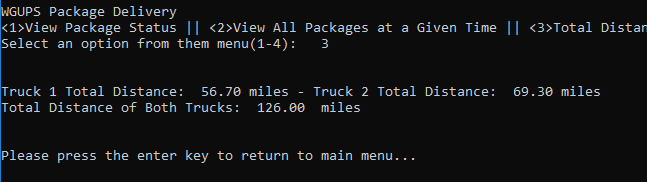 WGUPS Package Delivery
<1>View Package Status || <2>View All Packages at a Given Time || <3>Total Distan
Select an option from them menu(1-4):   3
Truck 1 Total Distance:  56.70 miles - Truck 2 Total Distance:  69.30 miles
Total Distance of Both Trucks:  126.00  miles
Please press the enter key to return to main menu...